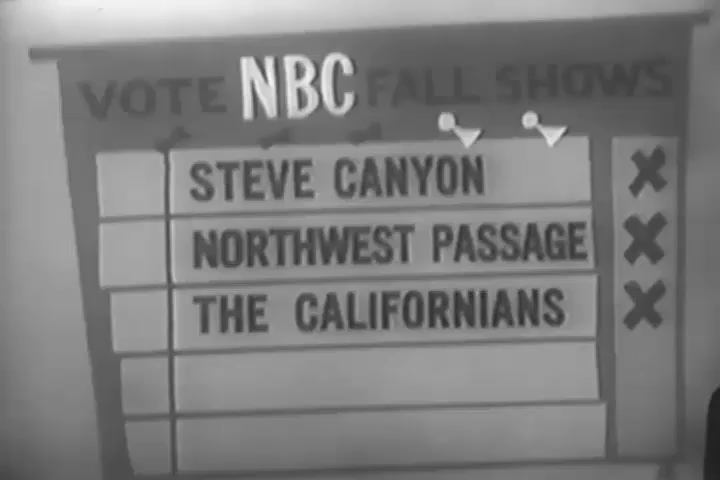 VOTE NBC FALL SHOWS
STEVE CANYON X
NORTHWEST PASSAGE X
THE CALIFORNIANS X